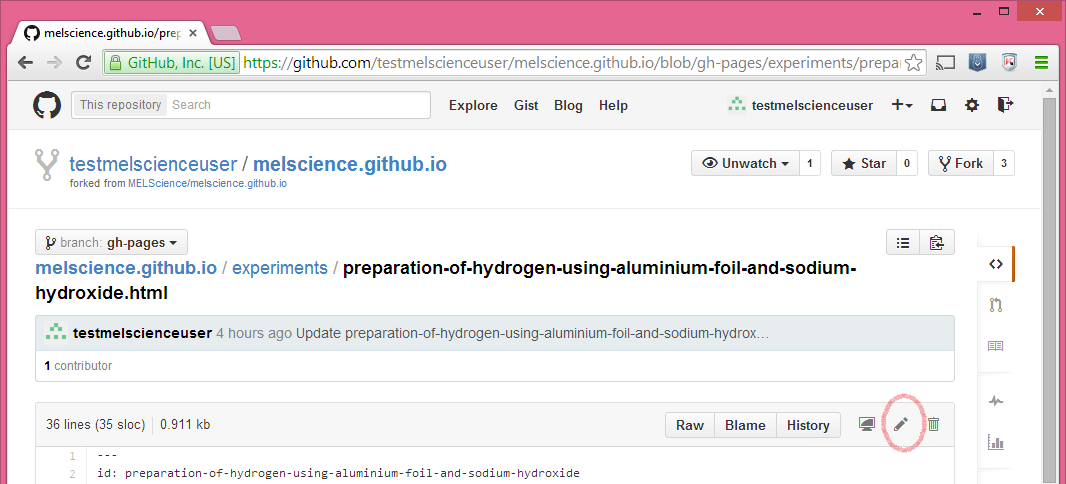 melscience.github.io/prep
GitHub, Inc. [US] https://github.com/testmelscienceuser/melscience.github.io/blob/gh-pages/experiments/prepa
This repository Search Explore Gist Blog Help testmelscienceuser
testmelscienceuser / melscience.github.io Unwatch 1 Star 0 Fork 3
forked from MELScience/melscience.github.io
branch: gh-pages
melscience.github.io / experiments / preparation-of-hydrogen-using-aluminium-foil-and-sodium-
hydroxide.html
testmelscienceuser 4 hours ago Update preparation-of-hydrogen-using-aluminium-foil-and-sodium-hydrox…
1 contributor
36 lines (35 sloc) 0.911 kb Raw Blame History
1 ---
2 id: preparation-of-hydrogen-using-aluminium-foil-and-sodium-hydroxide